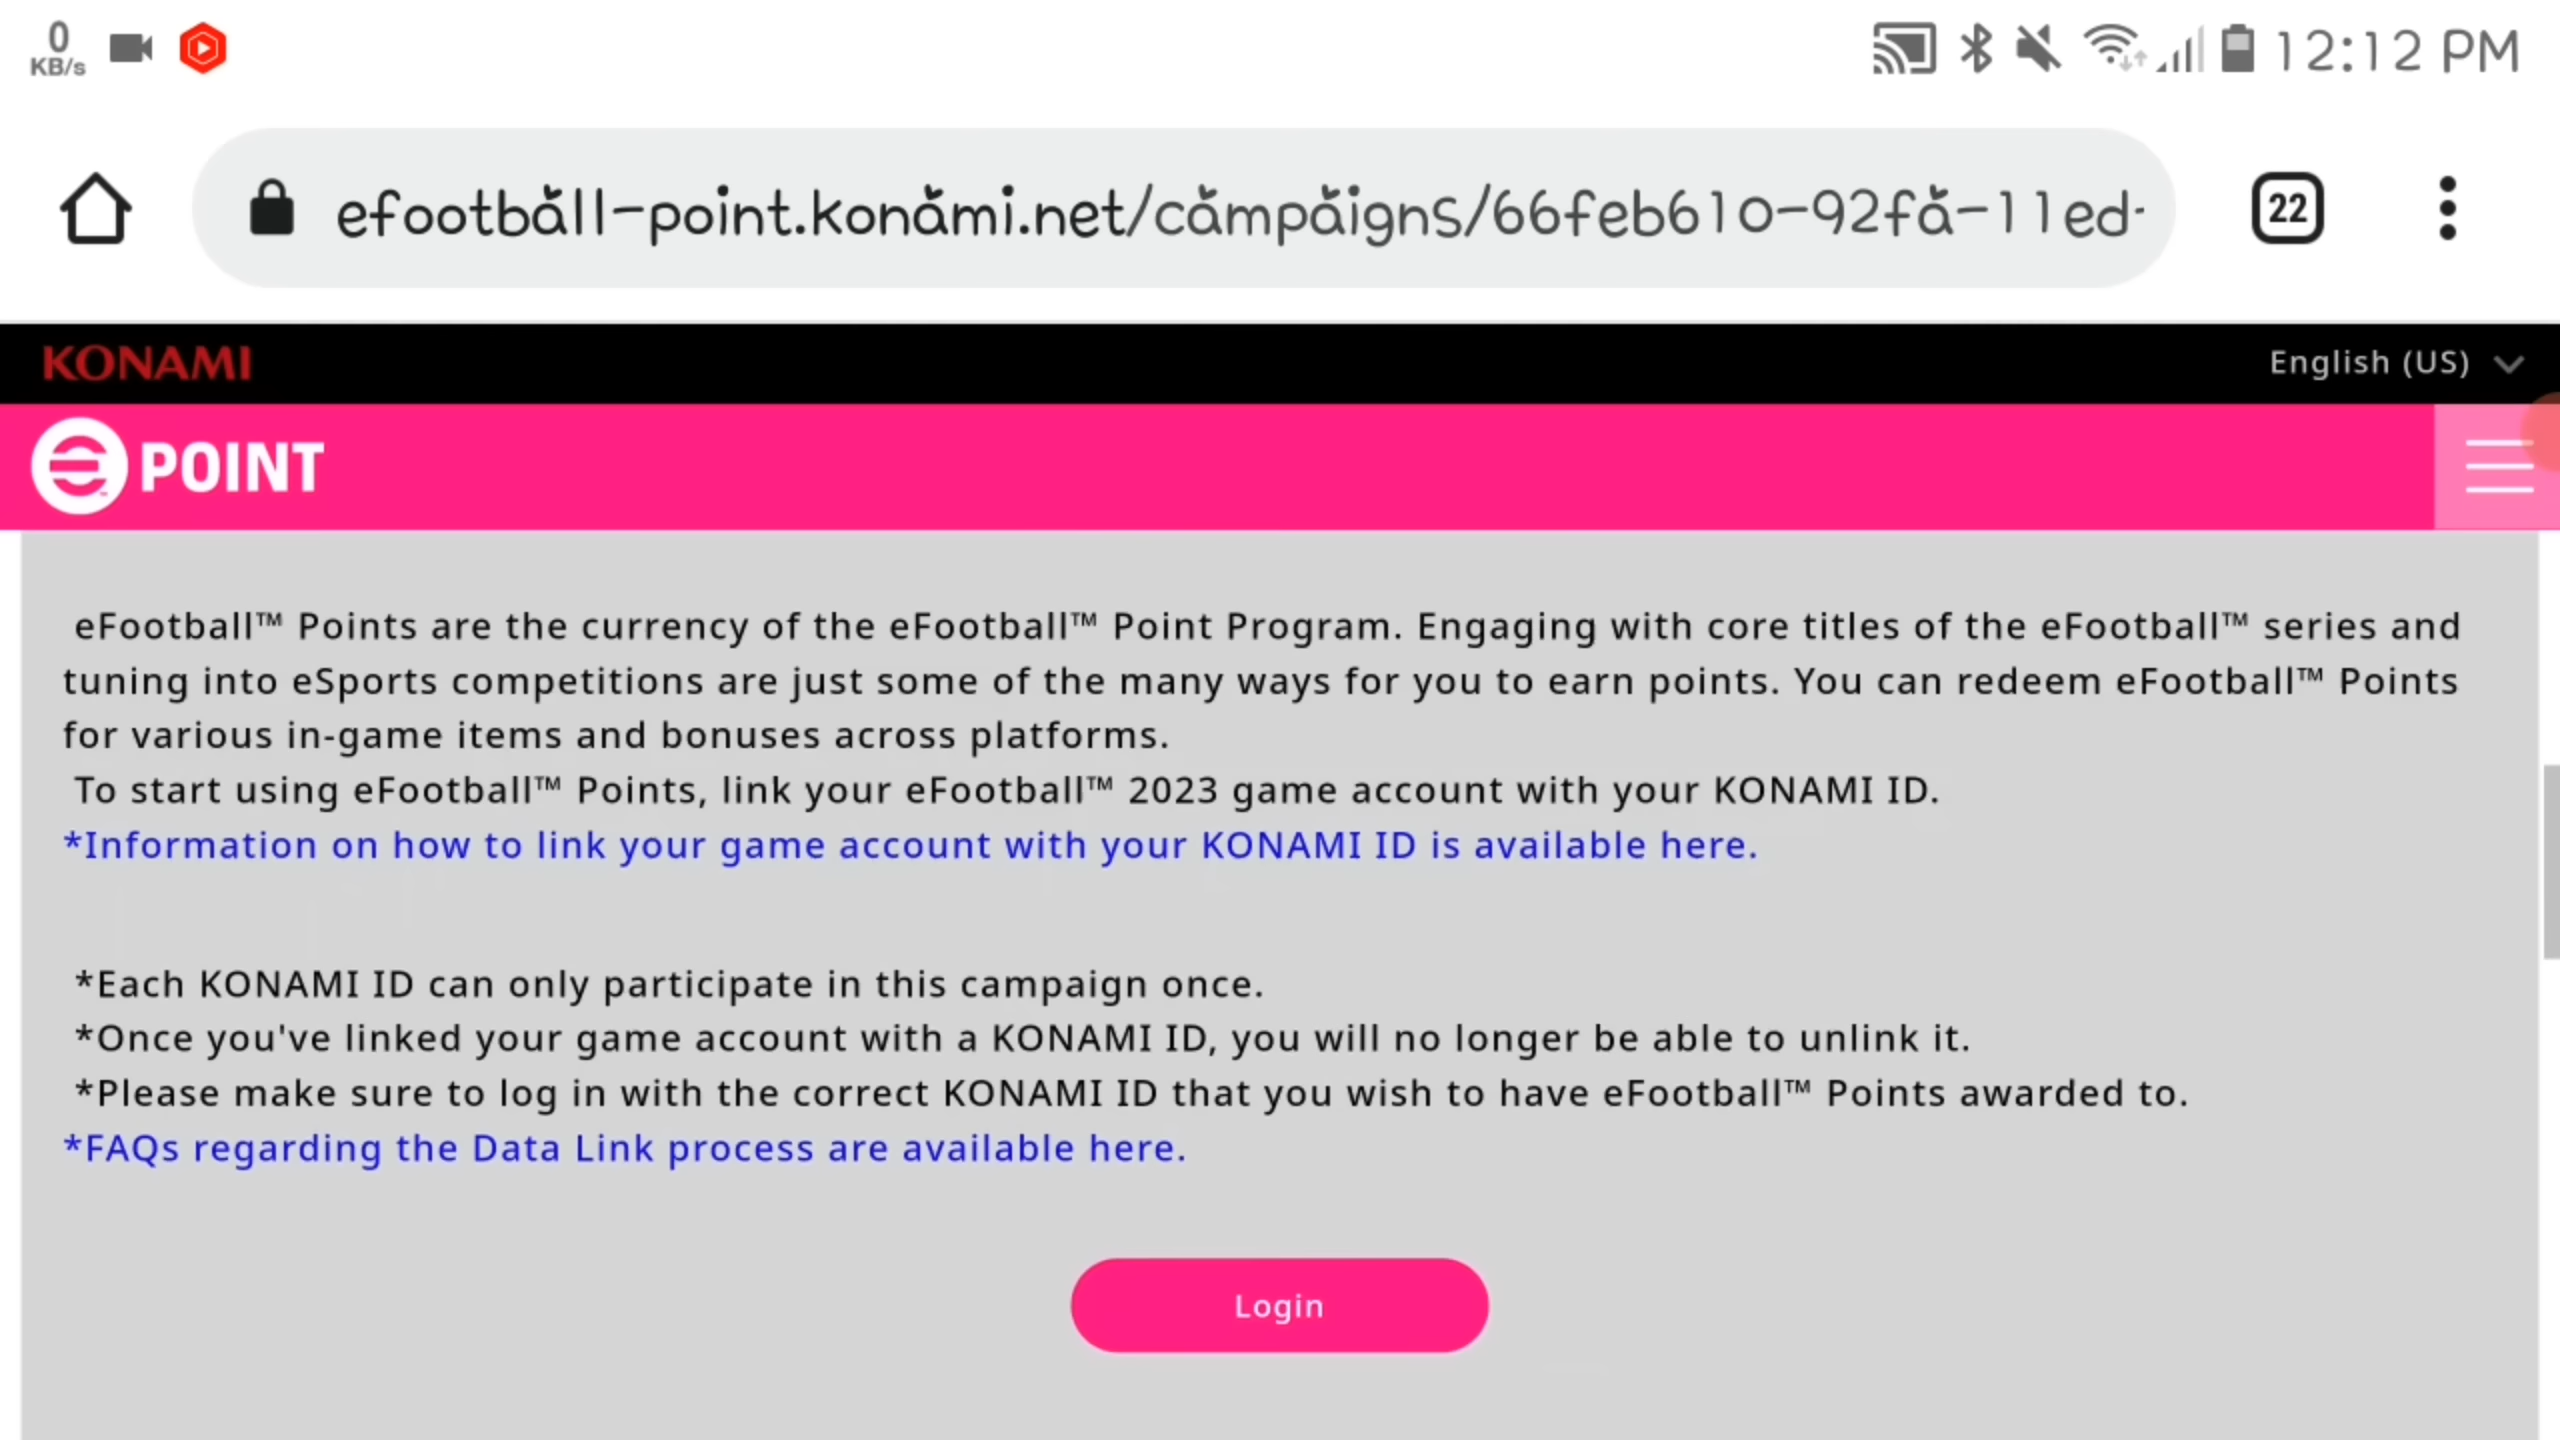 0
KB/s
12:12 PM
efootball-point.konami.net/campaigns/66feb610-92fa-11ed-
22
KONAMI
English (US)
POINT
eFootball™ Points are the currency of the eFootball™ Point Program. Engaging with core titles of the eFootball™ series and
tuning into eSports competitions are just some of the many ways for you to earn points. You can redeem eFootball™ Points
for various in-game items and bonuses across platforms.
To start using eFootball™ Points, link your eFootball™ 2023 game account with your KONAMI ID.
*Information on how to link your game account with your KONAMI ID is available here.
*Each KONAMI ID can only participate in this campaign once.
*Once you've linked your game account with a KONAMI ID, you will no longer be able to unlink it.
*Please make sure to log in with the correct KONAMI ID that you wish to have eFootball™ Points awarded to.
*FAQs regarding the Data Link process are available here.
Login